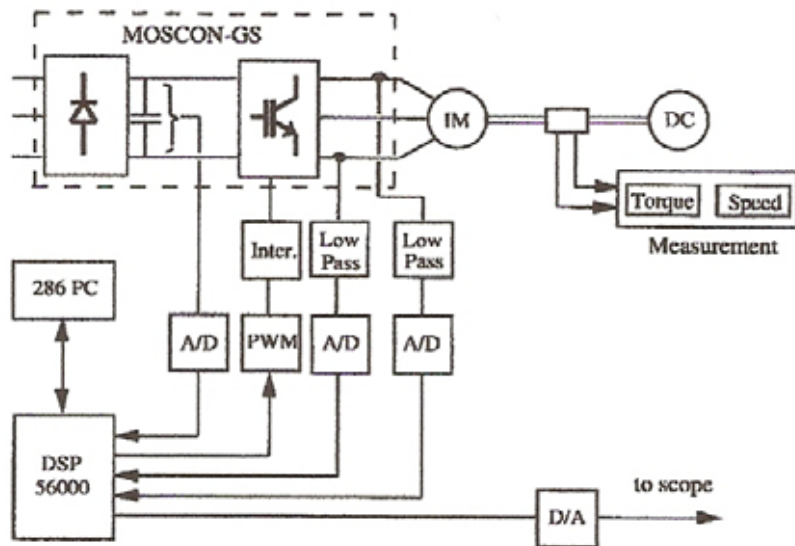 MOSCON-GS
IM
DC
Torque
Speed
Measurement
Inter.
Low
Pass
Low
Pass
286 PC
A/D
PWM
A/D
A/D
DSP
56000
to scope
D/A